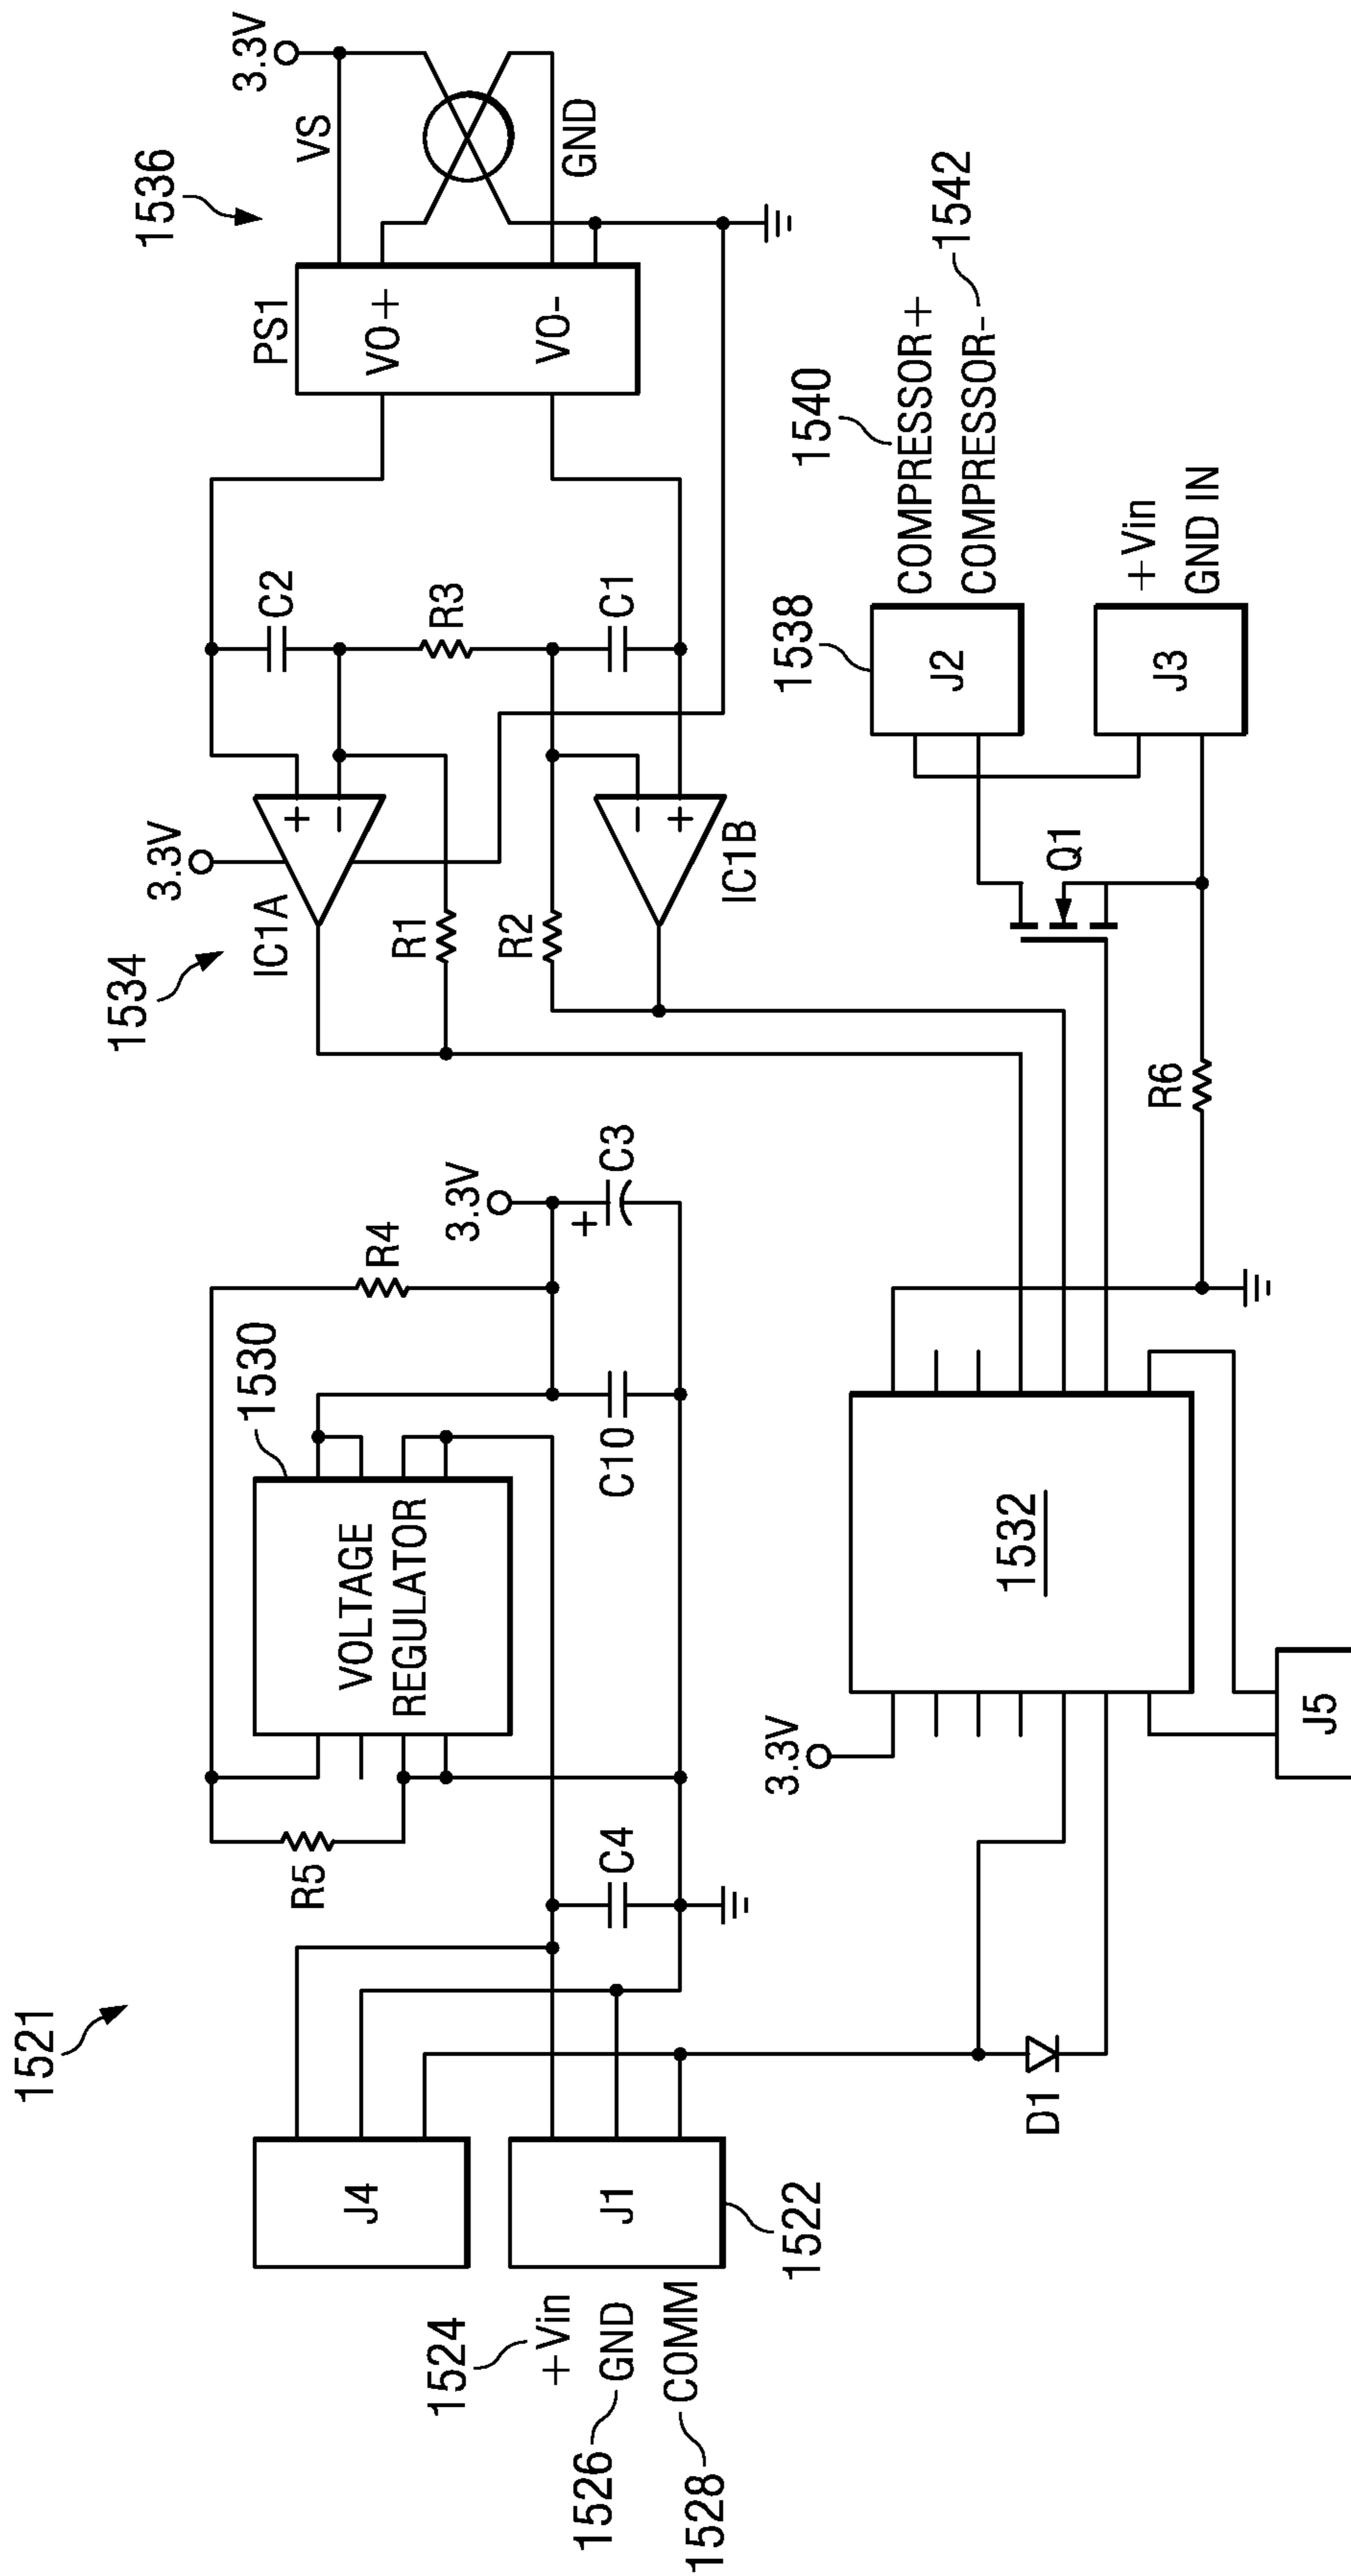 1521
J4
J1
1522
1524
+Vin
1526
GND
1528
COMM
R5
VOLTAGE
REGULATOR
1530
R4
3.3V
C4
C10
C3
+
1534
IC1A
3.3V
+
−
R1
R2
IC1B
−
+
C2
R3
C1
1536
PS1
VO+
VO-
VS
3.3V
GND
3.3V
1532
J5
D1
R6
Q1
1538
J2
1540
COMPRESSOR+
COMPRESSOR-
1542
J3
+Vin
GND IN